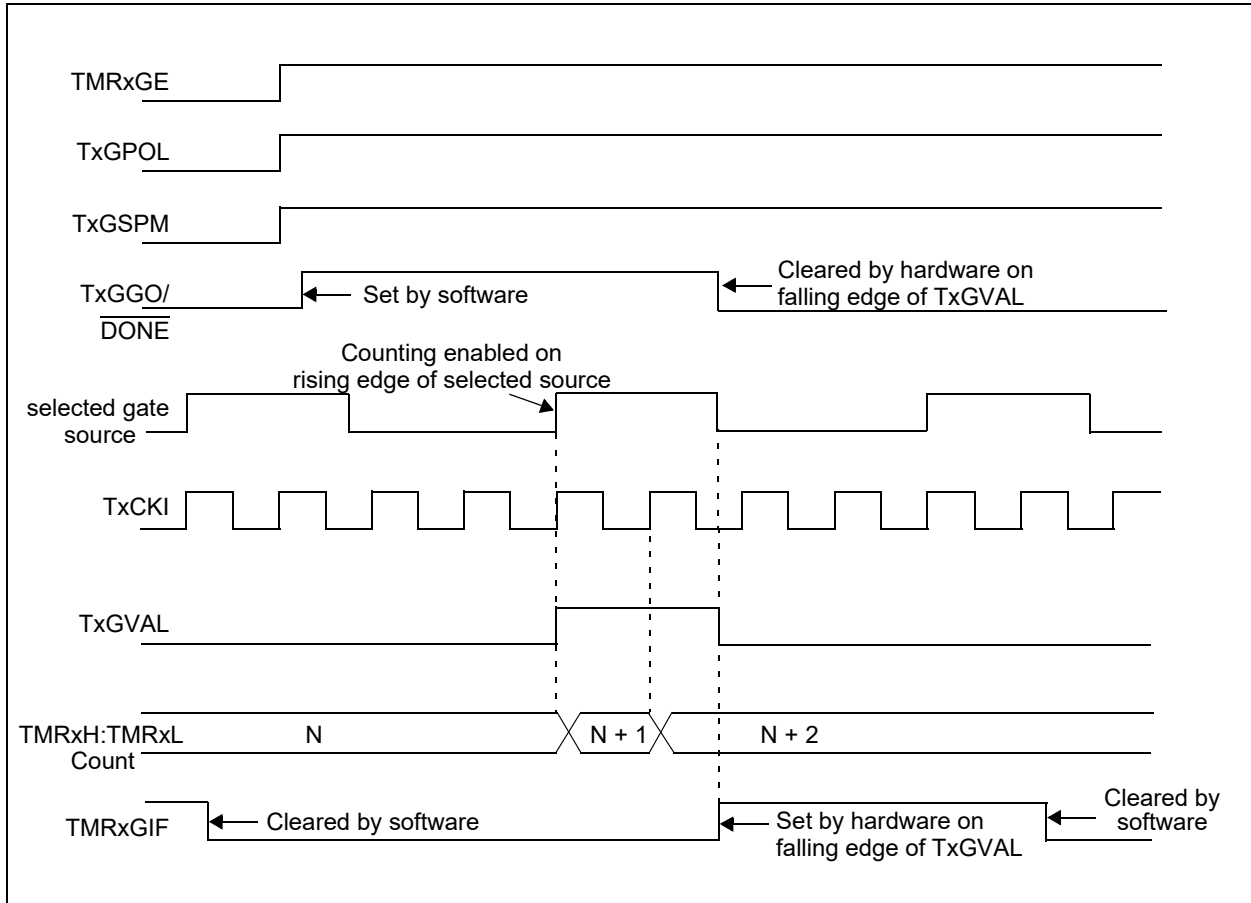 TMRxGE
TxGPOL
TxGSPM
TxGGO/
DONE
Set by software
Cleared by hardware on
falling edge of TxGVAL
Counting enabled on
rising edge of selected source
selected gate
source
TxCKI
TxGVAL
TMRxH:TMRxL
Count
N
N + 1
N + 2
TMRxGIF
Cleared by software
Set by hardware on
falling edge of TxGVAL
Cleared by
software